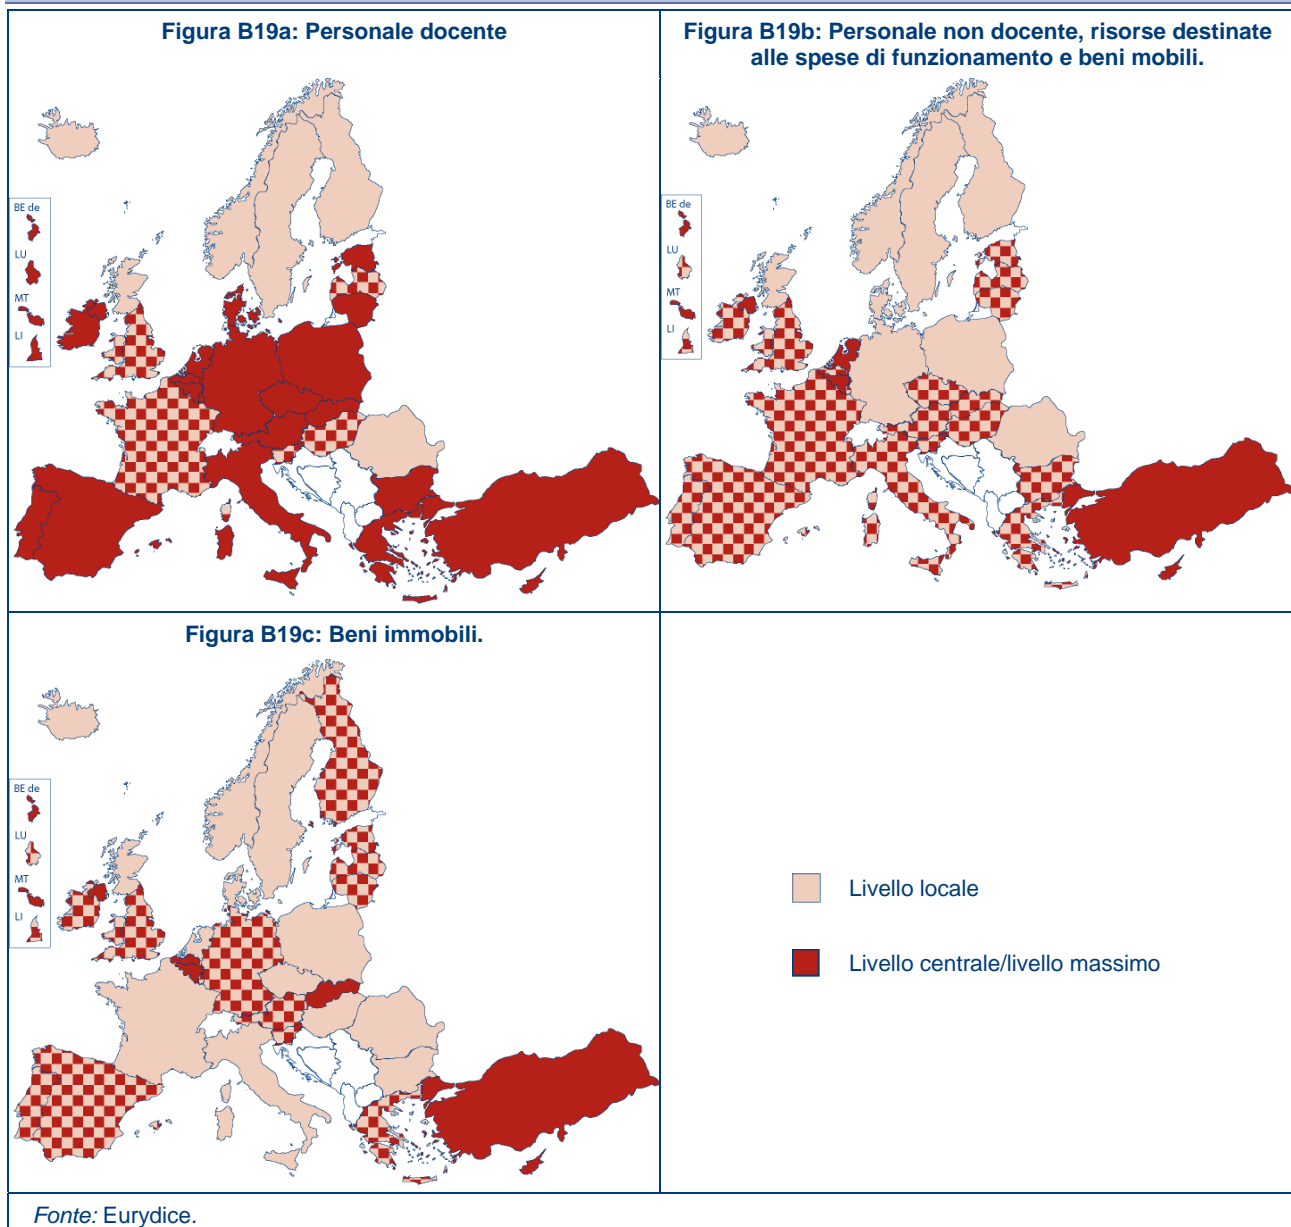 Figura B19a: Personale docente
BE de
LU
MT
LI
Figura B19b: Personale non docente, risorse destinate
alle spese di funzionamento e beni mobili.
BE de
LU
MT
LI
Figura B19c: Beni immobili.
BE de
LU
MT
LI
Livello locale
Livello centrale/livello massimo
Fonte: Eurydice.